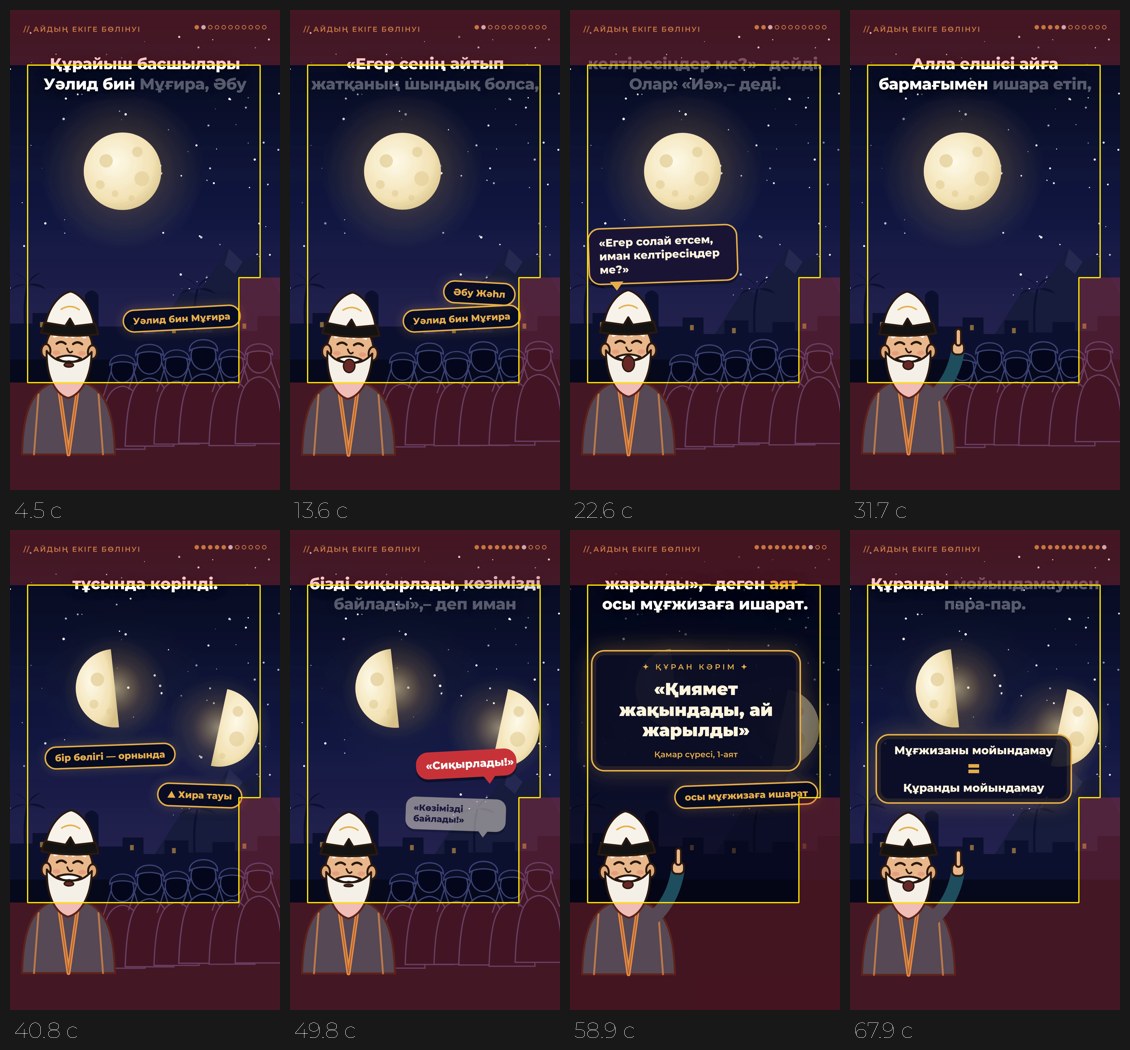 // АЙДЫҢ ЕКІГЕ БӨЛІНУІ
Құрайыш басшылары
Уәлид бин Мұғира, Әбу
Уәлид бин Мұғира
4.5 с
// АЙДЫҢ ЕКІГЕ БӨЛІНУІ
«Егер сенің айтып
жатқаның шындық болса,
Әбу Жәһл
Уәлид бин Мұғира
13.6 с
// АЙДЫҢ ЕКІГЕ БӨЛІНУІ
келтіресіңдер ме?»– дейді.
Олар: «Иә»,– деді.
«Егер солай етсем,
иман келтіресіңдер
ме?»
22.6 с
// АЙДЫҢ ЕКІГЕ БӨЛІНУІ
Алла елшісі айға
бармағымен ишара етіп,
31.7 с
// АЙДЫҢ ЕКІГЕ БӨЛІНУІ
тұсында көрінді.
бір бөлігі — орнында
▲ Хира тауы
40.8 с
// АЙДЫҢ ЕКІГЕ БӨЛІНУІ
бізді сиқырлады, көзімізді
байлады»,– деп иман
«Сиқырлады!»
«Көзімізді
байлады!»
49.8 с
// АЙДЫҢ ЕКІГЕ БӨЛІНУІ
жарылды»,– деген аят–
осы мұғжизаға ишарат.
✦ ҚҰРАН КӘРІМ ✦
«Қиямет
жақындады, ай
жарылды»
Қамар сүресі, 1-аят
осы мұғжизаға ишарат
58.9 с
// АЙДЫҢ ЕКІГЕ БӨЛІНУІ
Құранды мойындамаумен
пара-пар.
Мұғжизаны мойындамау
=
Құранды мойындамау
67.9 с